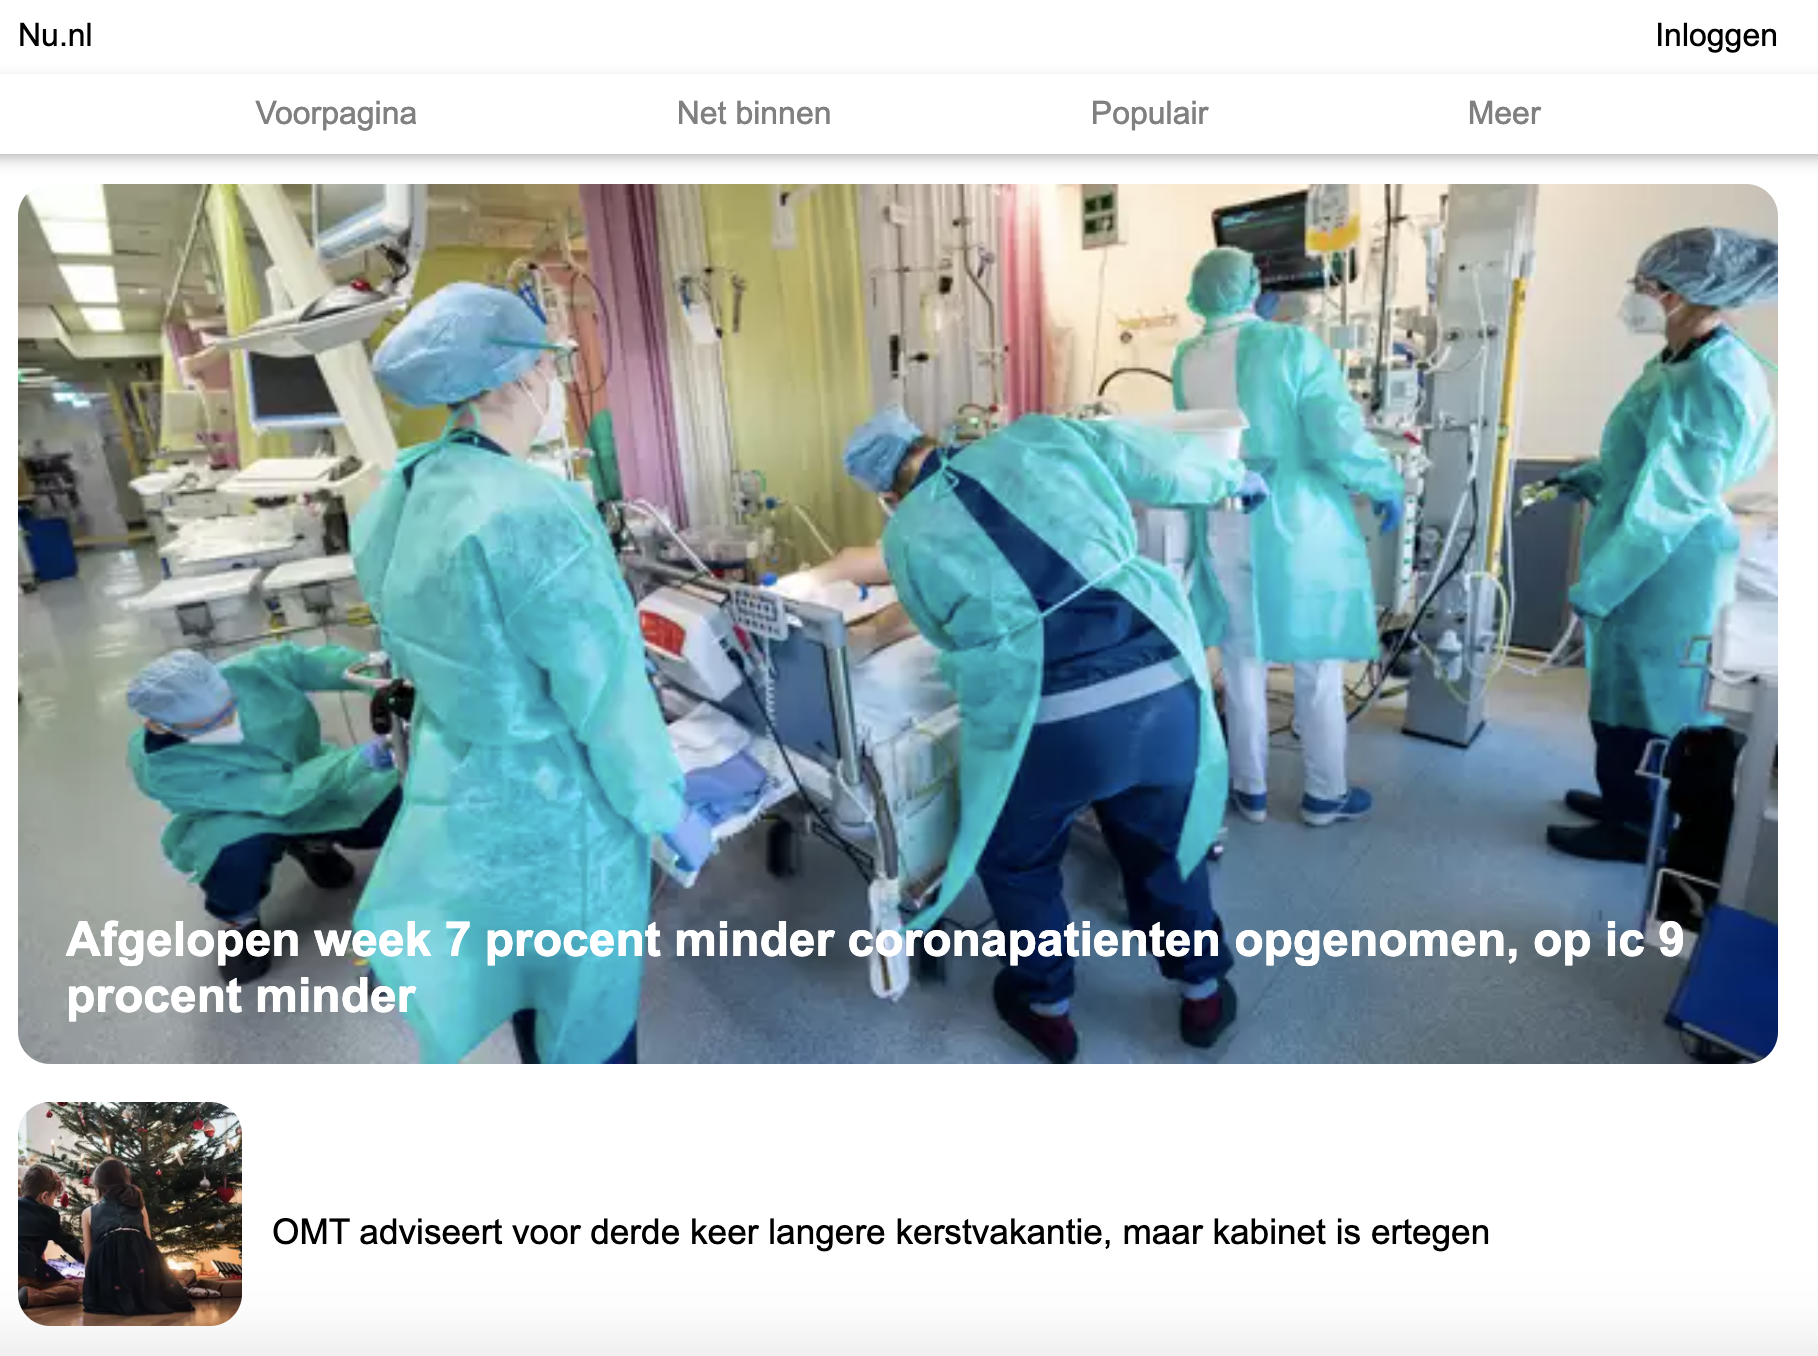 Nu.nl
Inloggen
Voorpagina
Net binnen
Populair
Meer
Afgelopen week 7 procent minder coronapatienten opgenomen, op ic 9
procent minder
OMT adviseert voor derde keer langere kerstvakantie, maar kabinet is ertegen